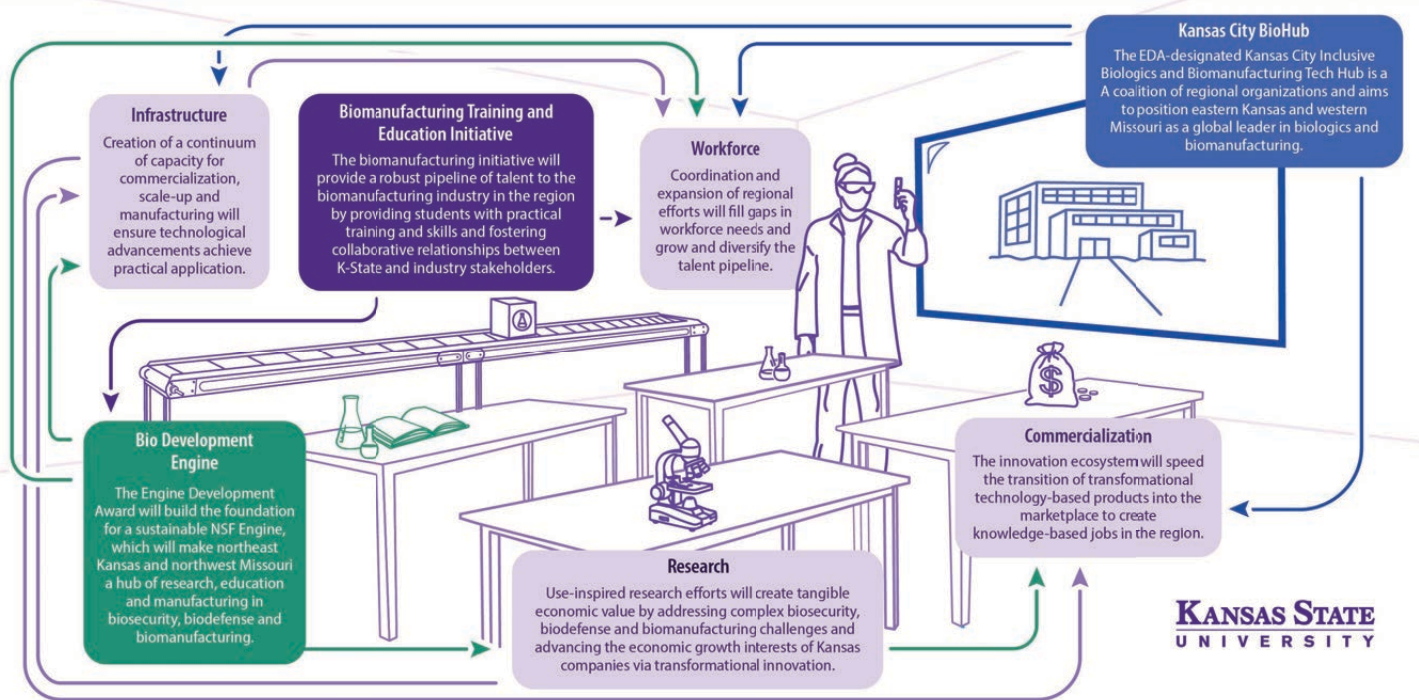 Kansas City BioHub
The EDA-designated Kansas City Inclusive
Biologics and Biomanufacturing Tech Hub is a
A coalition of regional organizations and aims
to position eastern Kansas and western
Missouri as a global leader in biologics and
biomanufacturing.
Infrastructure
Creation of a continuum
of capacity for
commercialization,
scale-up and
manufacturing will
ensure technological
advancements achieve
practical application.
Biomanufacturing Training and
Education Initiative
The biomanufacturing initiative will
provide a robust pipeline of talent to the
biomanufacturing industry in the region
by providing students with practical
training and skills and fostering
collaborative relationships between
K-State and industry stakeholders.
Workforce
Coordination and
expansion of regional
efforts will fill gaps in
workforce needs and
grow and diversify the
talent pipeline.
Bio Development
Engine
The Engine Development
Award will build the foundation
for a sustainable NSF Engine,
which will make northeast
Kansas and northwest Missouri
a hub of research, education
and manufacturing in
biosecurity, biodefense and
biomanufacturing.
$
Commercialization
The innovation ecosystem will speed
the transition of transformational
technology-based products into the
marketplace to create
knowledge-based jobs in the region.
Research
Use-inspired research efforts will create tangible
economic value by addressing complex biosecurity,
biodefense and biomanufacturing challenges and
advancing the economic growth interests of Kansas
companies via transformational innovation.
KANSAS STATE
UNIVERSITY